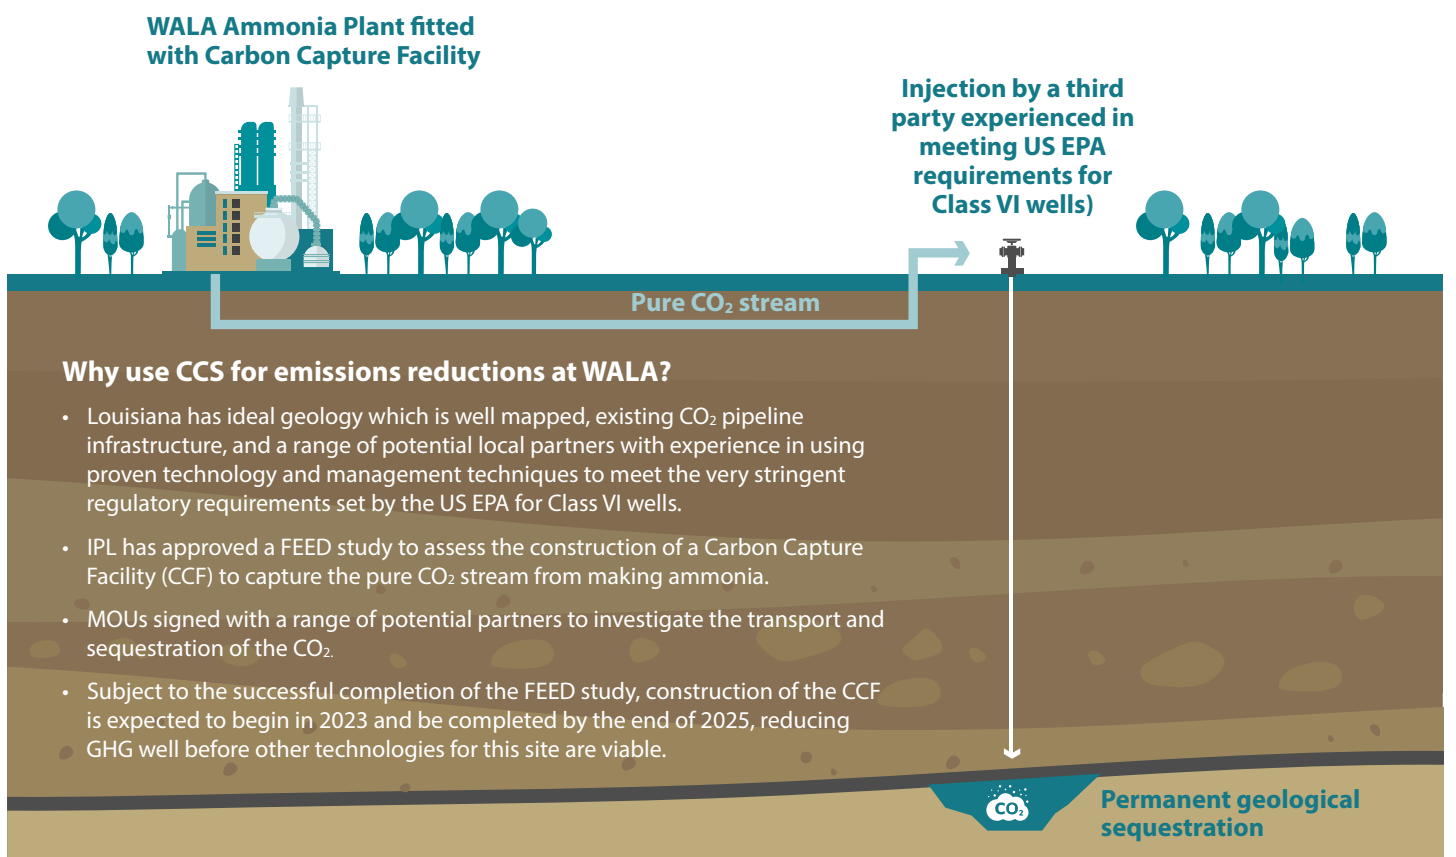 WALA Ammonia Plant fitted
with Carbon Capture Facility
Injection by a third
party experienced in
meeting US EPA
requirements for
Class VI wells)
Pure CO₂ stream
Why use CCS for emissions reductions at WALA?
• Louisiana has ideal geology which is well mapped, existing CO₂ pipeline
infrastructure, and a range of potential local partners with experience in using
proven technology and management techniques to meet the very stringent
regulatory requirements set by the US EPA for Class VI wells.
• IPL has approved a FEED study to assess the construction of a Carbon Capture
Facility (CCF) to capture the pure CO₂ stream from making ammonia.
• MOUs signed with a range of potential partners to investigate the transport and
sequestration of the CO₂.
• Subject to the successful completion of the FEED study, construction of the CCF
is expected to begin in 2023 and be completed by the end of 2025, reducing
GHG well before other technologies for this site are viable.
CO₂
Permanent geological
sequestration